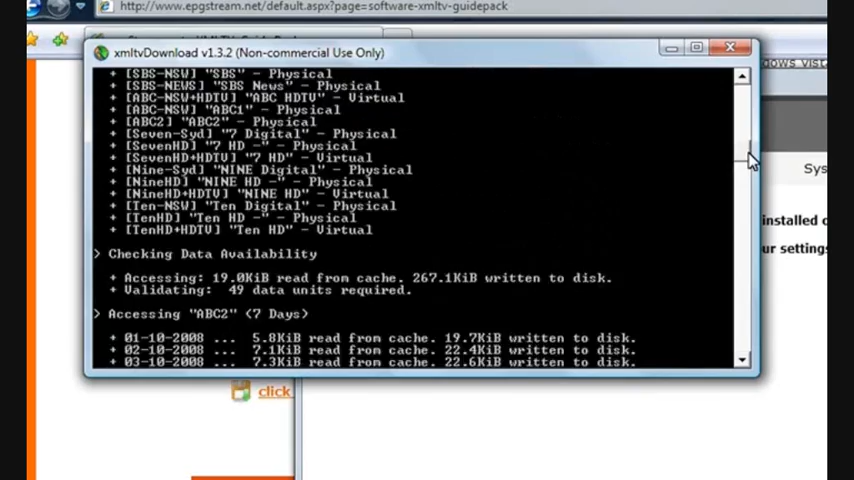 http://www.epgstream.net/default.aspx?page=software-xmltv-guidepack
xmltvDownload v1.3.2 (Non-commercial Use Only)
+ [SBS-NSW] "SBS" - Physical
+ [SBS-NEWS] "SBS News" - Physical
+ [ABC-NSW+HDTV] "ABC HDTV" - Virtual
+ [ABC-NSW] "ABC1" - Physical
+ [ABC2] "ABC2" - Physical
+ [Seven-Syd] "7 Digital" - Physical
+ [SevenHD] "7 HD -" - Physical
+ [SevenHD+HDTV] "7 HD" - Virtual
+ [Nine-Syd] "NINE Digital" - Physical
+ [NineHD] "NINE HD -" - Physical
+ [NineHD+HDTV] "NINE HD" - Virtual
+ [Ten-NSW] "Ten Digital" - Physical
+ [TenHD] "Ten HD -" - Physical
+ [TenHD+HDTV] "Ten HD" - Virtual
> Checking Data Availability
+ Accessing: 19.0KiB read from cache. 267.1KiB written to disk.
+ Validating: 49 data units required.
> Accessing "ABC2" (7 Days)
+ 01-10-2008 ... 5.8KiB read from cache. 19.7KiB written to disk.
+ 02-10-2008 ... 7.1KiB read from cache. 22.4KiB written to disk.
+ 03-10-2008 ... 7.3KiB read from cache. 22.6KiB written to disk.
Sys
installed
ur settings
click